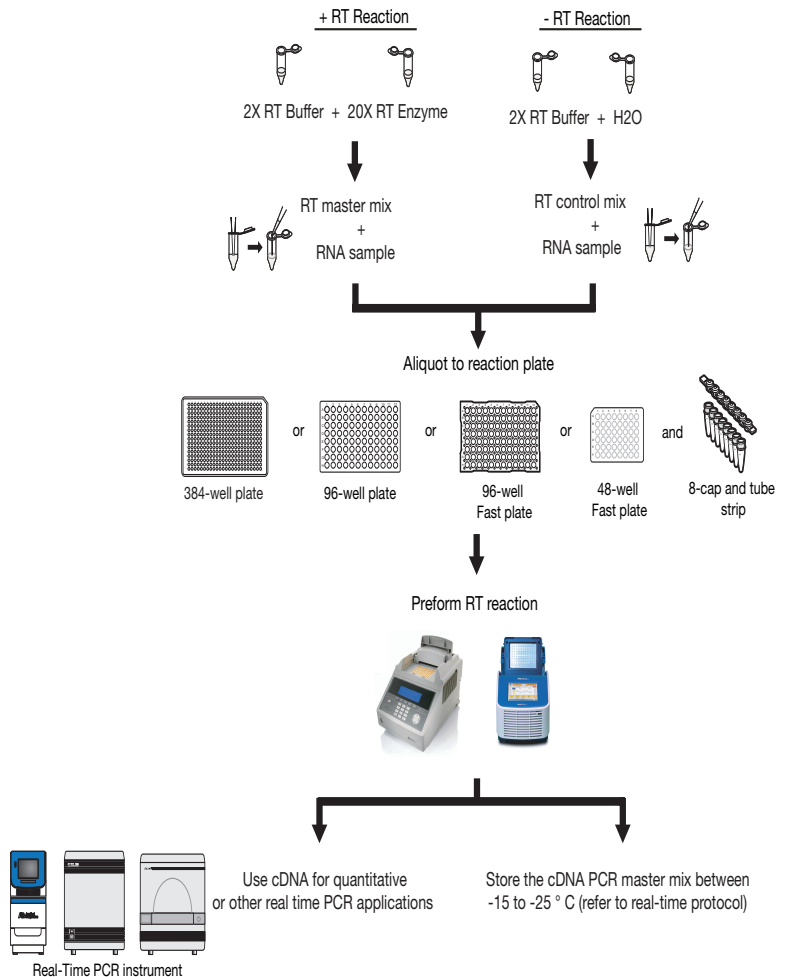 + RT Reaction
- RT Reaction
2X RT Buffer + 20X RT Enzyme
2X RT Buffer + H2O
RT master mix
+
RNA sample
RT control mix
+
RNA sample
Aliquot to reaction plate
or
or
or
and
384-well plate
96-well plate
96-well
Fast plate
48-well
Fast plate
8-cap and tube
strip
Preform RT reaction
Use cDNA for quantitative
or other real time PCR applications
Store the cDNA PCR master mix between
-15 to -25 ° C (refer to real-time protocol)
Real-Time PCR instrument